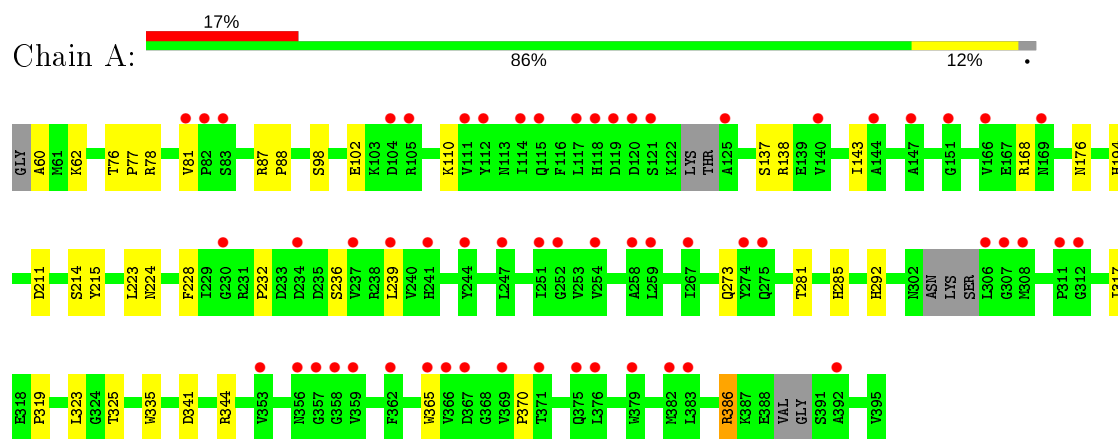 17%
Chain A:
86% 12% •
GLY A60 M61 K62 T76 P77 R78 V81 P82 S83 R87 P88 S98 E102 K103 D104 R105 K110 V111 Y112 N113 I114 Q115 F116 L117 H118 D119 D120 S121 K122 LYS THR A125 S137 R138 E139 V140 I143 A144 A147 G151 V166 E167 R168 N169 N176 H194
D211 S214 Y215 L223 N224 F228 I229 G230 R231 P232 D233 D234 D235 S236 V237 R238 L239 V240 H241 Y244 L247 I251 G252 V253 V254 A258 L259 I267 Q273 Y274 Q275 T281 H285 H292 N302 ASN LYS SER L306 G307 M308 P311 G312 I317
E318 P319 L323 G324 T325 W335 D341 R344 V353 N356 G357 G358 V359 F362 W365 V366 D367 G368 V369 P370 T371 Q375 L376 W379 M382 L383 R386 K387 E388 VAL GLY S391 A392 V395